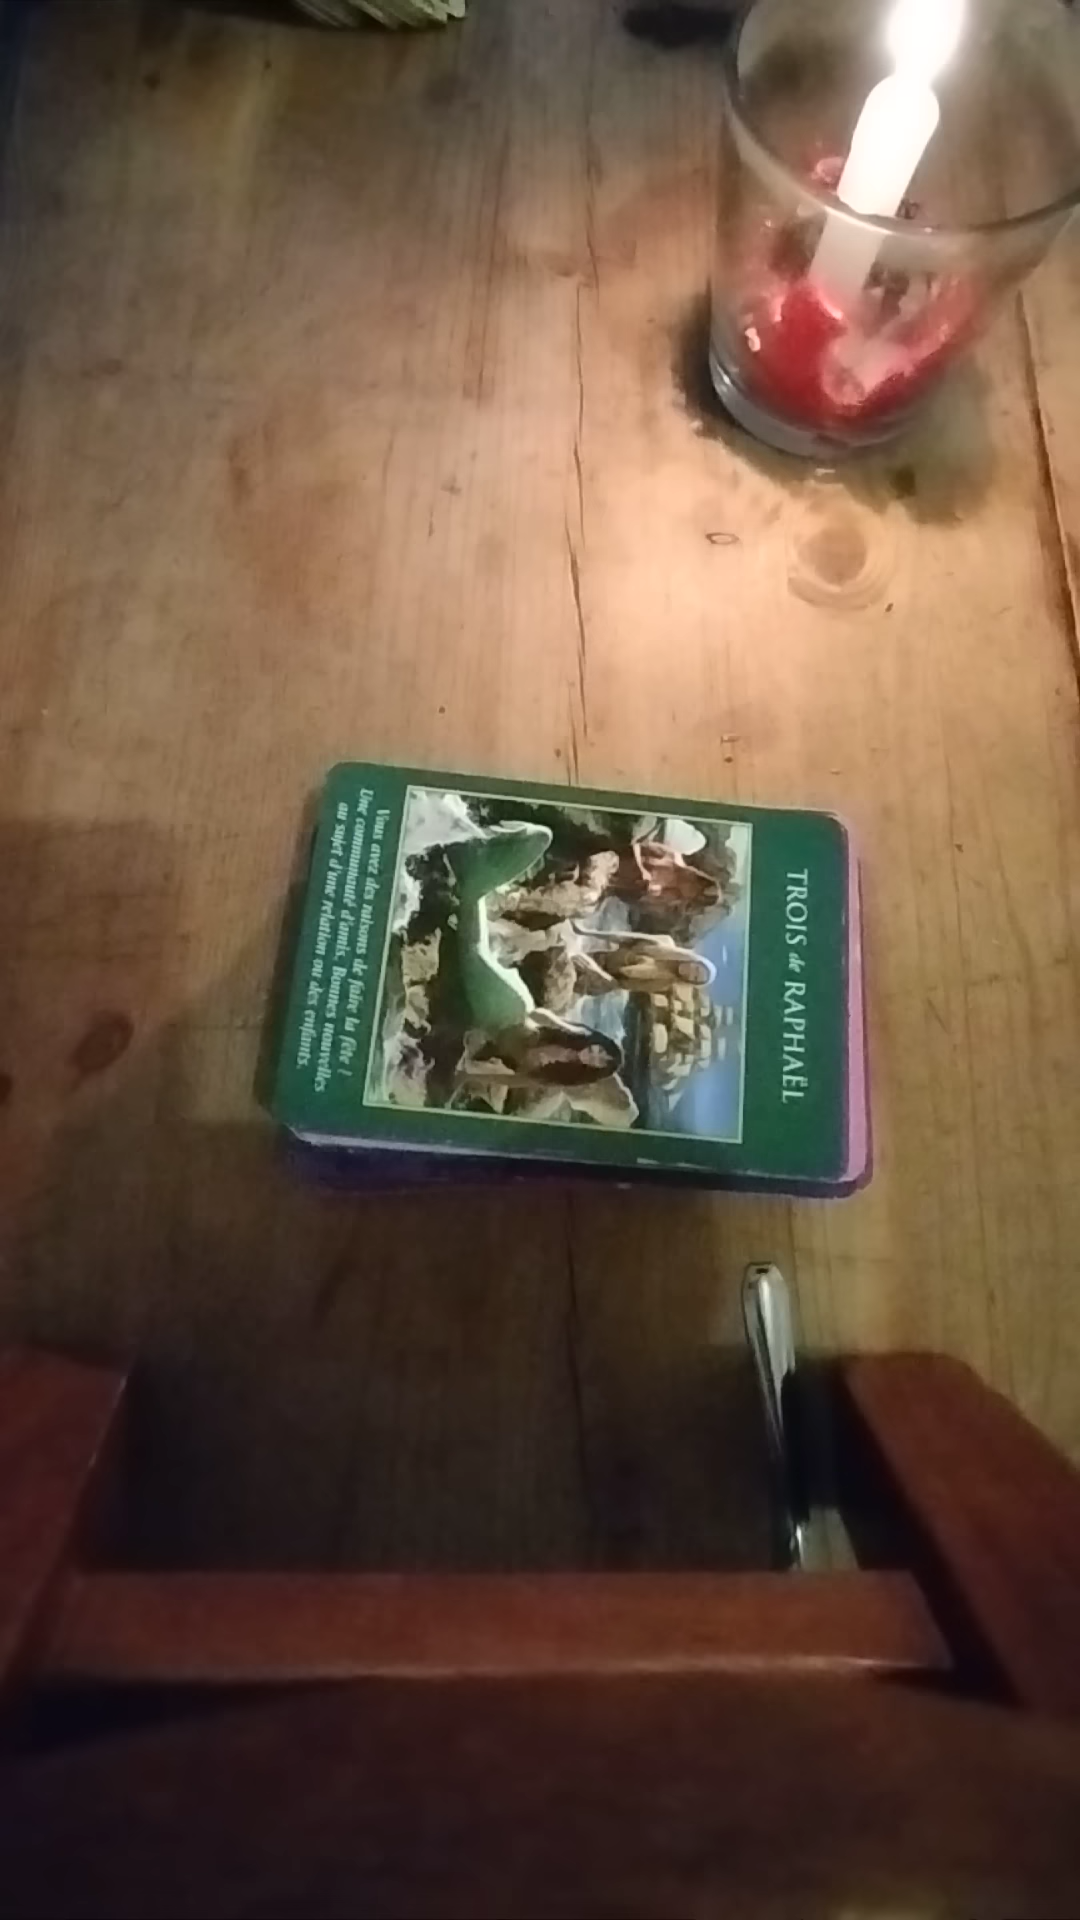 TROIS de RAPHAËL
Vous avez des raisons de faire la fête !
Une communauté d'amis. Bonnes nouvelles
au sujet d'une relation ou des enfants.